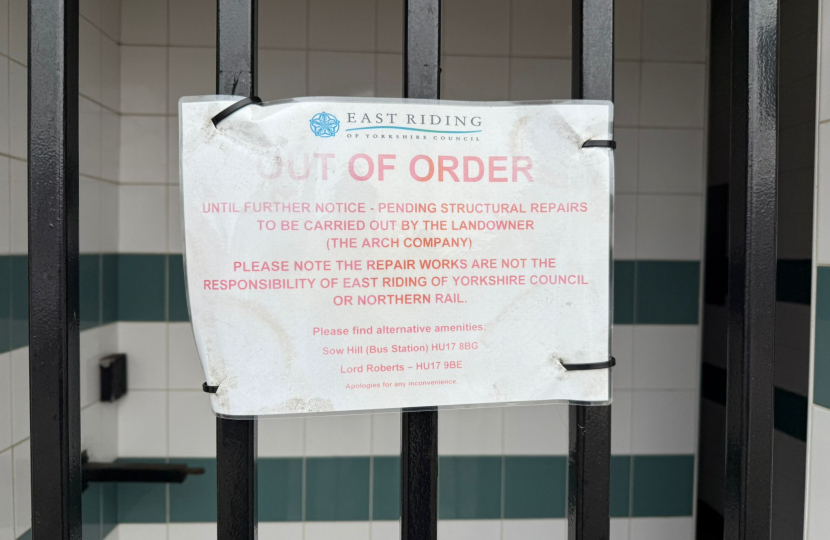 EAST RIDING
OF YORKSHIRE COUNCIL
OUT OF ORDER
UNTIL FURTHER NOTICE - PENDING STRUCTURAL REPAIRS
TO BE CARRIED OUT BY THE LANDOWNER
(THE ARCH COMPANY)
PLEASE NOTE THE REPAIR WORKS ARE NOT THE
RESPONSIBILITY OF EAST RIDING OF YORKSHIRE COUNCIL
OR NORTHERN RAIL.
Please find alternative amenities:
Sow Hill (Bus Station) HU17 8BG
Lord Roberts – HU17 9BE
Apologies for any inconvenience.